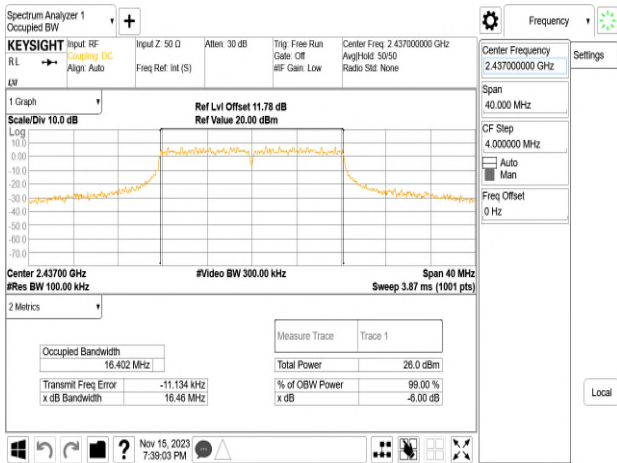 Spectrum Analyzer 1
Occupied BW
+
Frequency
KEYSIGHT
RL
Input: RF
Coupling: DC
Align: Auto
Input Z: 50 Ω
Freq Ref: Int (S)
Atten: 30 dB
Trig: Free Run
Gate: Off
#IF Gain: Low
Center Freq: 2.437000000 GHz
Avg|Hold: 50/50
Radio Std: None
Center Frequency
2.437000000 GHz
Settings
Span
40.000 MHz
CF Step
4.000000 MHz
Auto
Man
Freq Offset
0 Hz
Local
1 Graph
Scale/Div 10.0 dB
Ref Lvl Offset 11.78 dB
Ref Value 20.00 dBm
Log
10.0
0.00
-10.0
-20.0
-30.0
-40.0
-50.0
-60.0
-70.0
Center 2.43700 GHz
#Res BW 100.00 kHz
#Video BW 300.00 kHz
Span 40 MHz
Sweep 3.87 ms (1001 pts)
2 Metrics
Measure Trace Trace 1
Occupied Bandwidth
16.402 MHz
Total Power 26.0 dBm
Transmit Freq Error -11.134 kHz
% of OBW Power 99.00 %
x dB Bandwidth 16.46 MHz
x dB -6.00 dB
?
Nov 15, 2023
7:39:03 PM